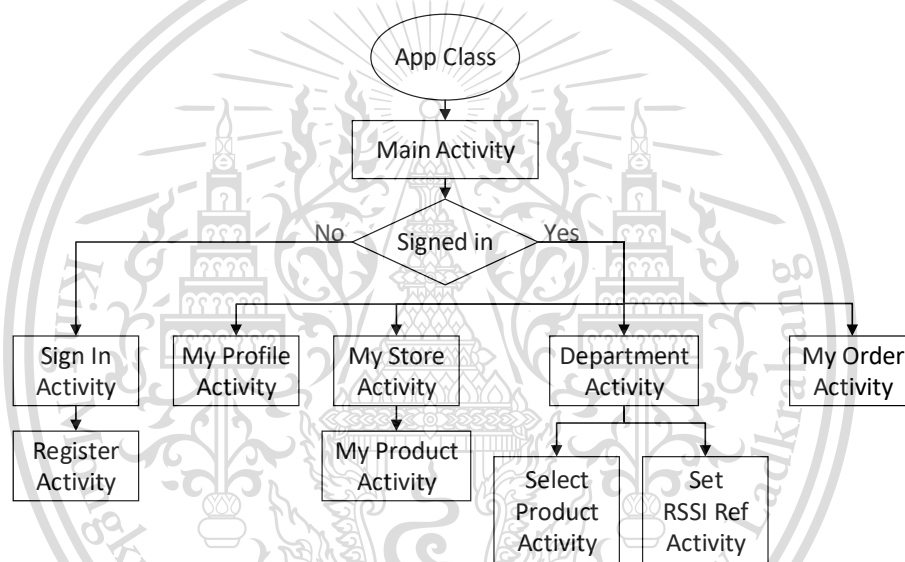 App Class
Main Activity
No
Signed in
Yes
Sign In
Activity
My Profile
Activity
My Store
Activity
Department
Activity
My Order
Activity
Register
Activity
My Product
Activity
Select
Product
Activity
Set
RSSI Ref
Activity